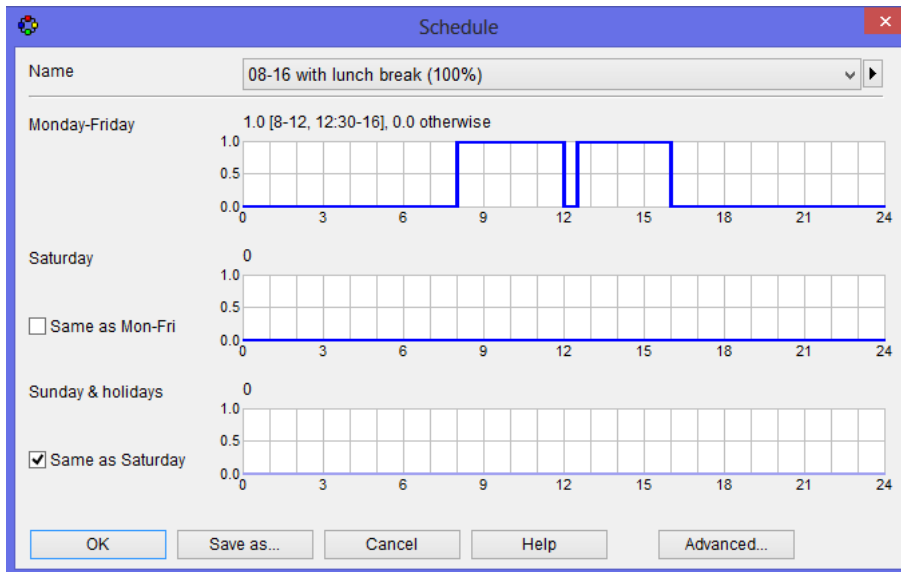 Schedule
Name
08-16 with lunch break (100%)
Monday-Friday
1.0 [8-12, 12:30-16], 0.0 otherwise
1.0
0.5
0.0
0 3 6 9 12 15 18 21 24
Saturday
0
1.0
Same as Mon-Fri
0.5
0.0
0 3 6 9 12 15 18 21 24
Sunday & holidays
0
1.0
Same as Saturday
0.5
0.0
0 3 6 9 12 15 18 21 24
OK Save as... Cancel Help Advanced...